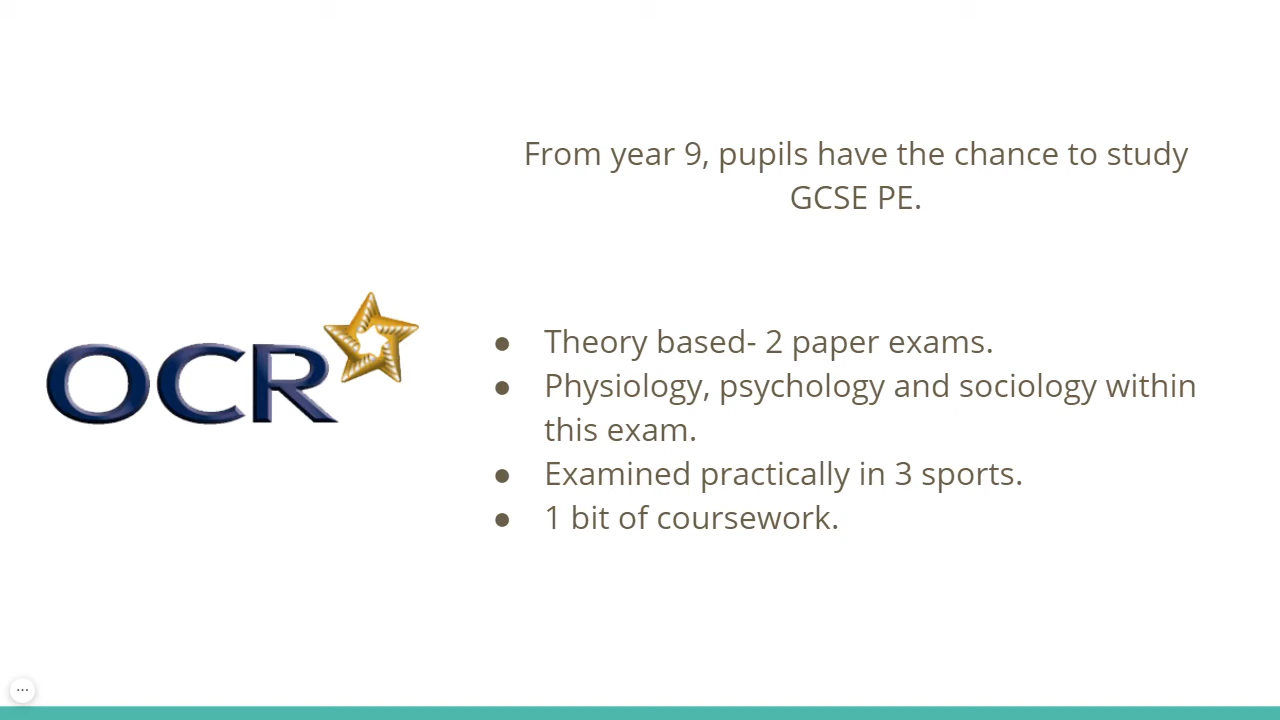 From year 9, pupils have the chance to study
GCSE PE.
OCR
● Theory based- 2 paper exams.
● Physiology, psychology and sociology within
this exam.
● Examined practically in 3 sports.
● 1 bit of coursework.